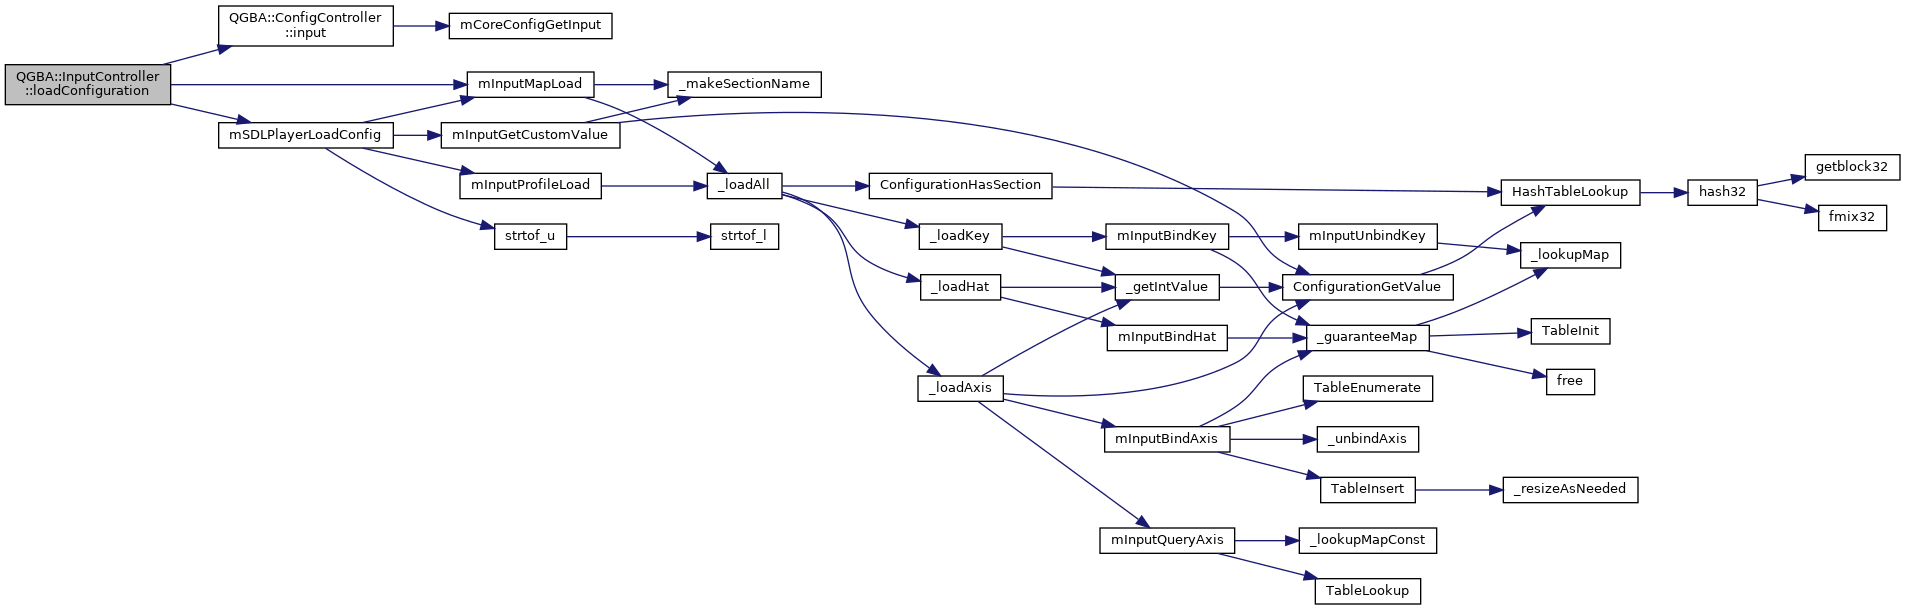 QGBA::ConfigController
::input
mCoreConfigGetInput
QGBA::InputController
::loadConfiguration
mInputMapLoad
_makeSectionName
mSDLPlayerLoadConfig
mInputGetCustomValue
mInputProfileLoad
_loadAll
ConfigurationHasSection
HashTableLookup
hash32
getblock32
fmix32
strtof_u
strtof_l
_loadKey
mInputBindKey
mInputUnbindKey
_lookupMap
_loadHat
_getIntValue
ConfigurationGetValue
mInputBindHat
_guaranteeMap
TableInit
free
_loadAxis
TableEnumerate
mInputBindAxis
_unbindAxis
TableInsert
_resizeAsNeeded
mInputQueryAxis
_lookupMapConst
TableLookup